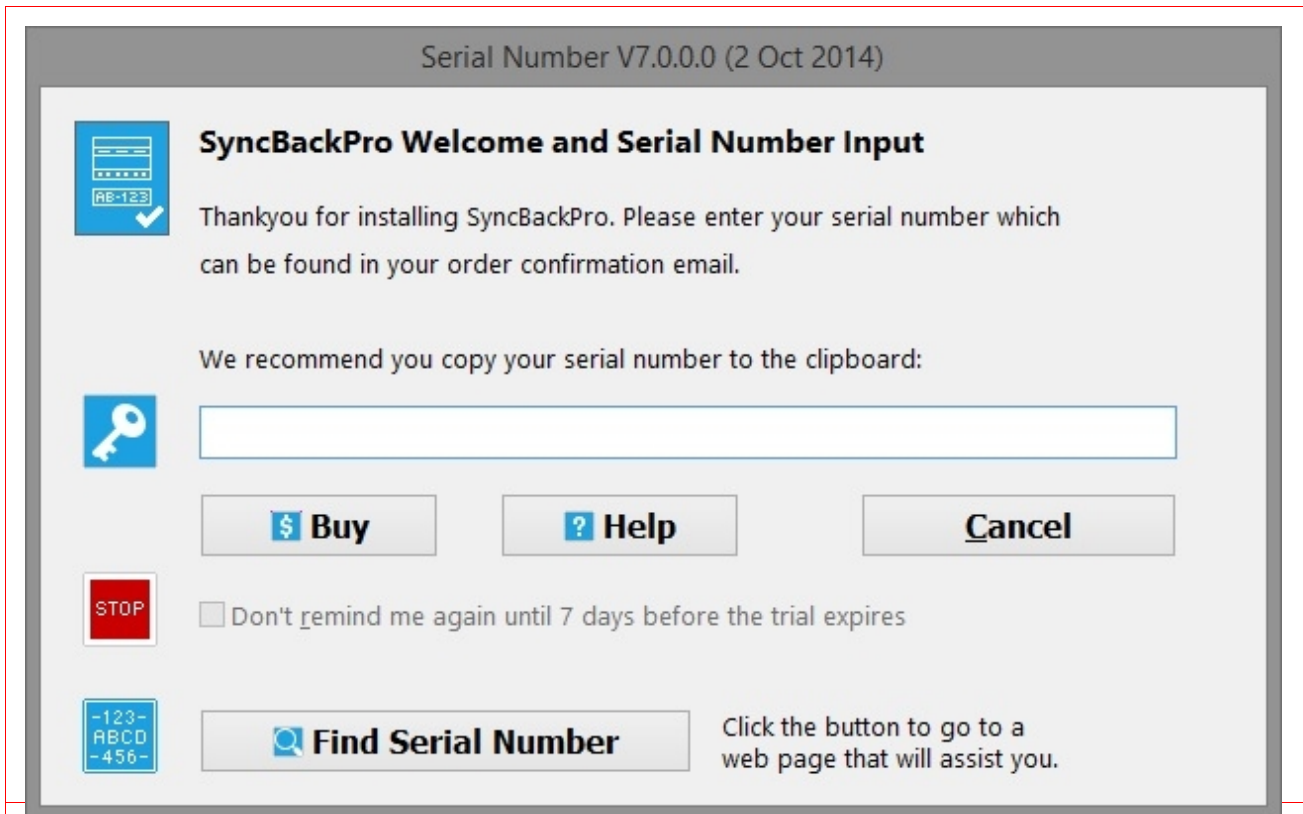 Serial Number V7.0.0.0 (2 Oct 2014)
SyncBackPro Welcome and Serial Number Input
AB-123
Thankyou for installing SyncBackPro. Please enter your serial number which
can be found in your order confirmation email.
We recommend you copy your serial number to the clipboard:
$ Buy
? Help
Cancel
STOP
Don't remind me again until 7 days before the trial expires
-123-
ABCD
-456-
Find Serial Number
Click the button to go to a
web page that will assist you.